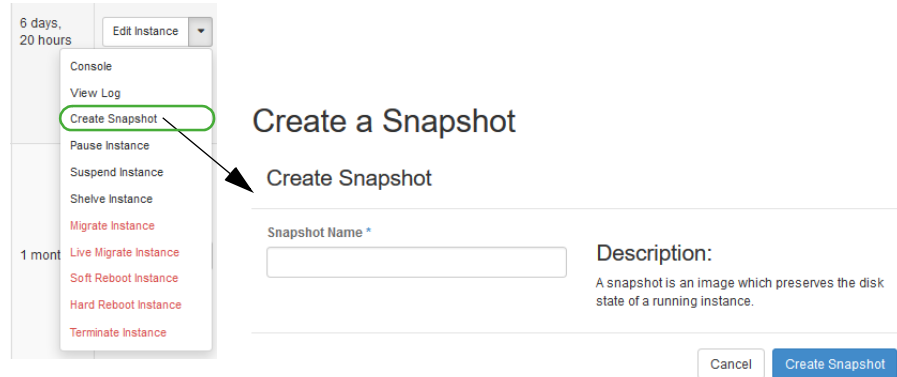 6 days,
20 hours
Edit Instance
Console
View Log
Create Snapshot
Pause Instance
Suspend Instance
Shelve Instance
Migrate Instance
1 mont
Live Migrate Instance
Soft Reboot Instance
Hard Reboot Instance
Terminate Instance
Create a Snapshot
Create Snapshot
Snapshot Name *
Description:
A snapshot is an image which preserves the disk
state of a running instance.
Cancel
Create Snapshot